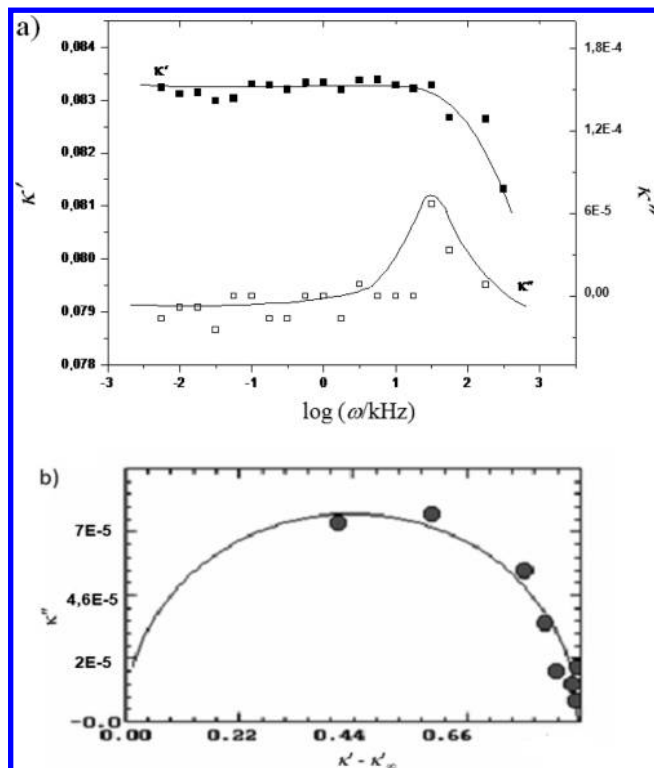 a)
0,084
0,083
0,082
0,081
0,080
0,079
0,078
κ'
κ'
κ''
1,8E-4
1,2E-4
6E-5
0,00
κ''
-3 -2 -1 0 1 2 3
log (ω/kHz)
b)
7E-5
4,6E-5
2E-5
-0.0
κ''
0.00 0.22 0.44 0.66
κ' - κ'∞